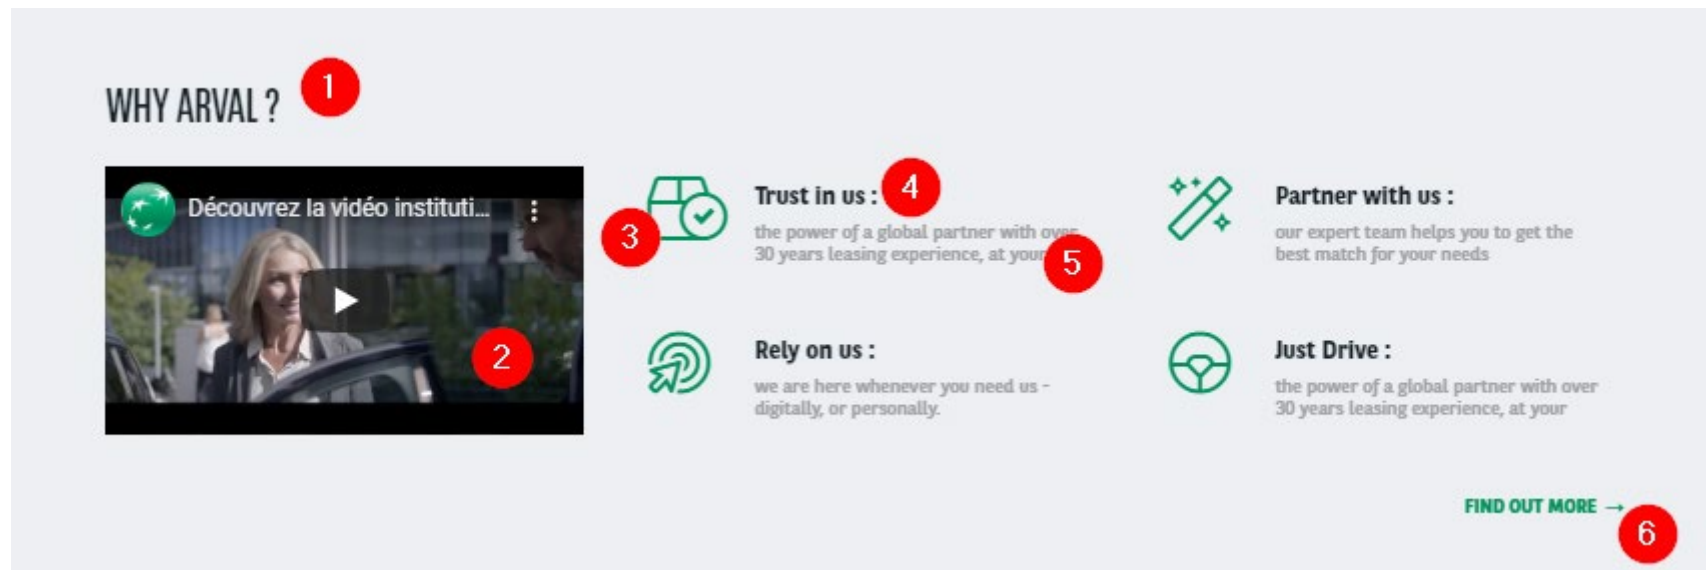 WHY ARVAL ?
1
Découvrez la vidéo instituti...
2
3
Trust in us :
4
the power of a global partner with over
30 years leasing experience, at your
5
Partner with us :
our expert team helps you to get the
best match for your needs
Rely on us :
we are here whenever you need us -
digitally, or personally.
Just Drive :
the power of a global partner with over
30 years leasing experience, at your
FIND OUT MORE →
6